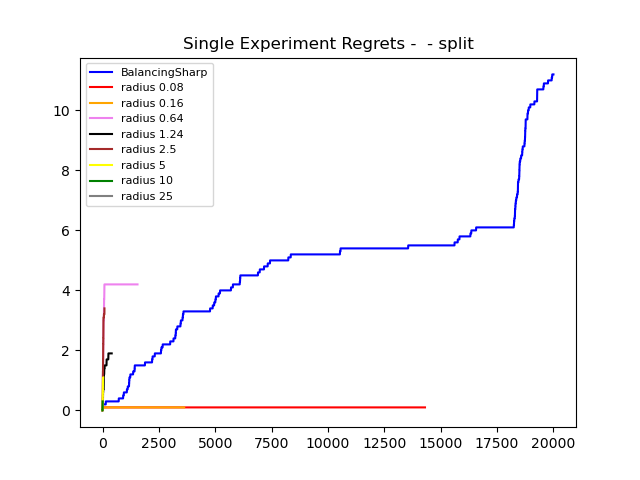 Single Experiment Regrets -  - split
BalancingSharp
radius 0.08
radius 0.16
radius 0.64
radius 1.24
radius 2.5
radius 5
radius 10
radius 25
10
8
6
4
2
0
0 2500 5000 7500 10000 12500 15000 17500 20000